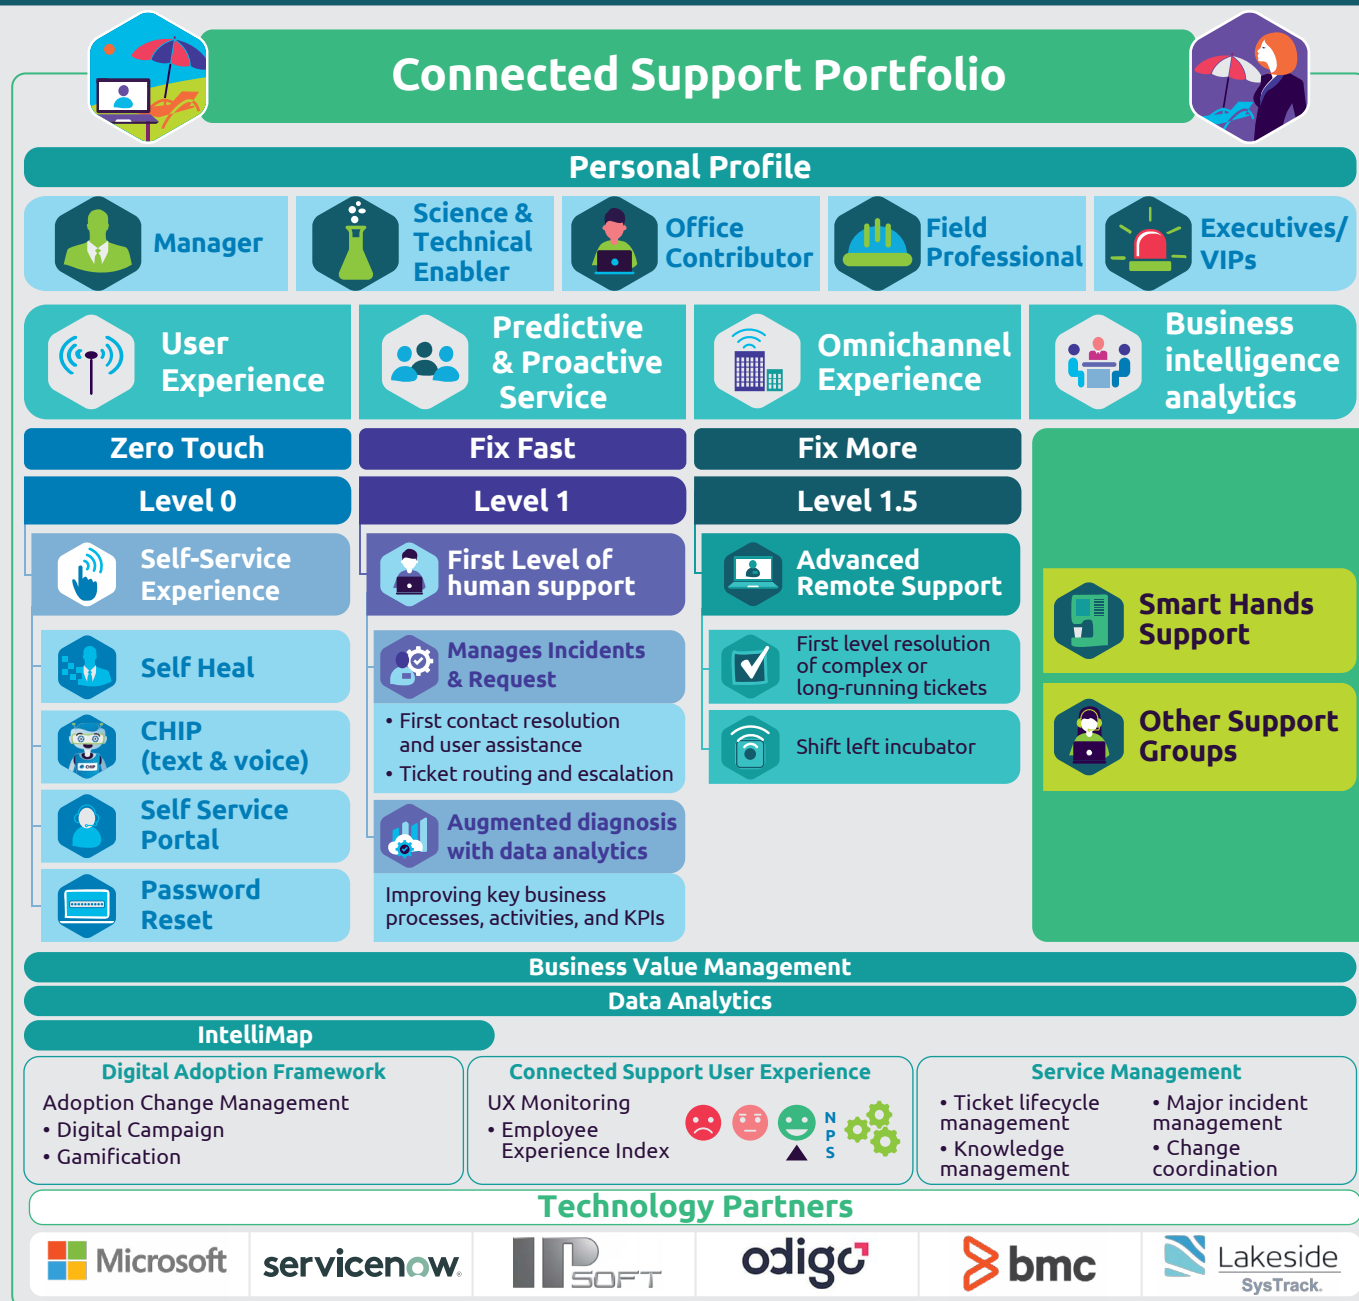 Connected Support Portfolio
Personal Profile
Manager
Science &
Technical
Enabler
Office
Contributor
Field
Professional
Executives/
VIPs
User
Experience
Predictive
& Proactive
Service
Omnichannel
Experience
Business
intelligence
analytics
Zero Touch
Level 0
Self-Service
Experience
Self Heal
CHIP
(text & voice)
Self Service
Portal
Password
Reset
Fix Fast
Level 1
First Level of
human support
Manages Incidents
& Request
• First contact resolution
and user assistance
• Ticket routing and escalation
Augmented diagnosis
with data analytics
Improving key business
processes, activities, and KPIs
Fix More
Level 1.5
Advanced
Remote Support
First level resolution
of complex or
long-running tickets
Shift left incubator
Smart Hands
Support
Other Support
Groups
Business Value Management
Data Analytics
IntelliMap
Digital Adoption Framework
Adoption Change Management
• Digital Campaign
• Gamification
Connected Support User Experience
UX Monitoring
• Employee
Experience Index
N
P
S
Service Management
• Ticket lifecycle
management
• Knowledge
management
• Major incident
management
• Change
coordination
Technology Partners
Microsoft
servicenow
IPSOFT
odigo
bmc
Lakeside
SysTrack.